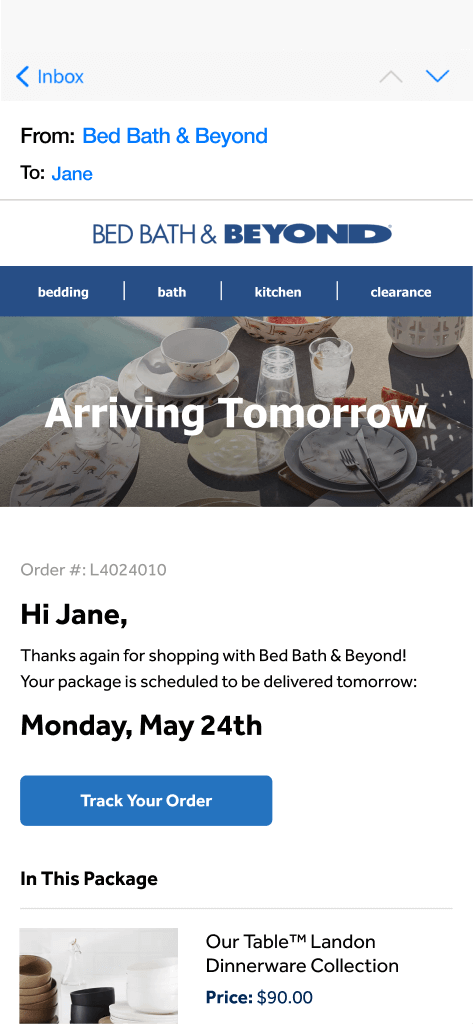 Inbox
From: Bed Bath & Beyond
To: Jane
BED BATH & BEYOND
bedding | bath | kitchen | clearance
Arriving Tomorrow
Order #: L4024010
Hi Jane,
Thanks again for shopping with Bed Bath & Beyond!
Your package is scheduled to be delivered tomorrow:
Monday, May 24th
Track Your Order
In This Package
Our Table™ Landon
Dinnerware Collection
Price: $90.00